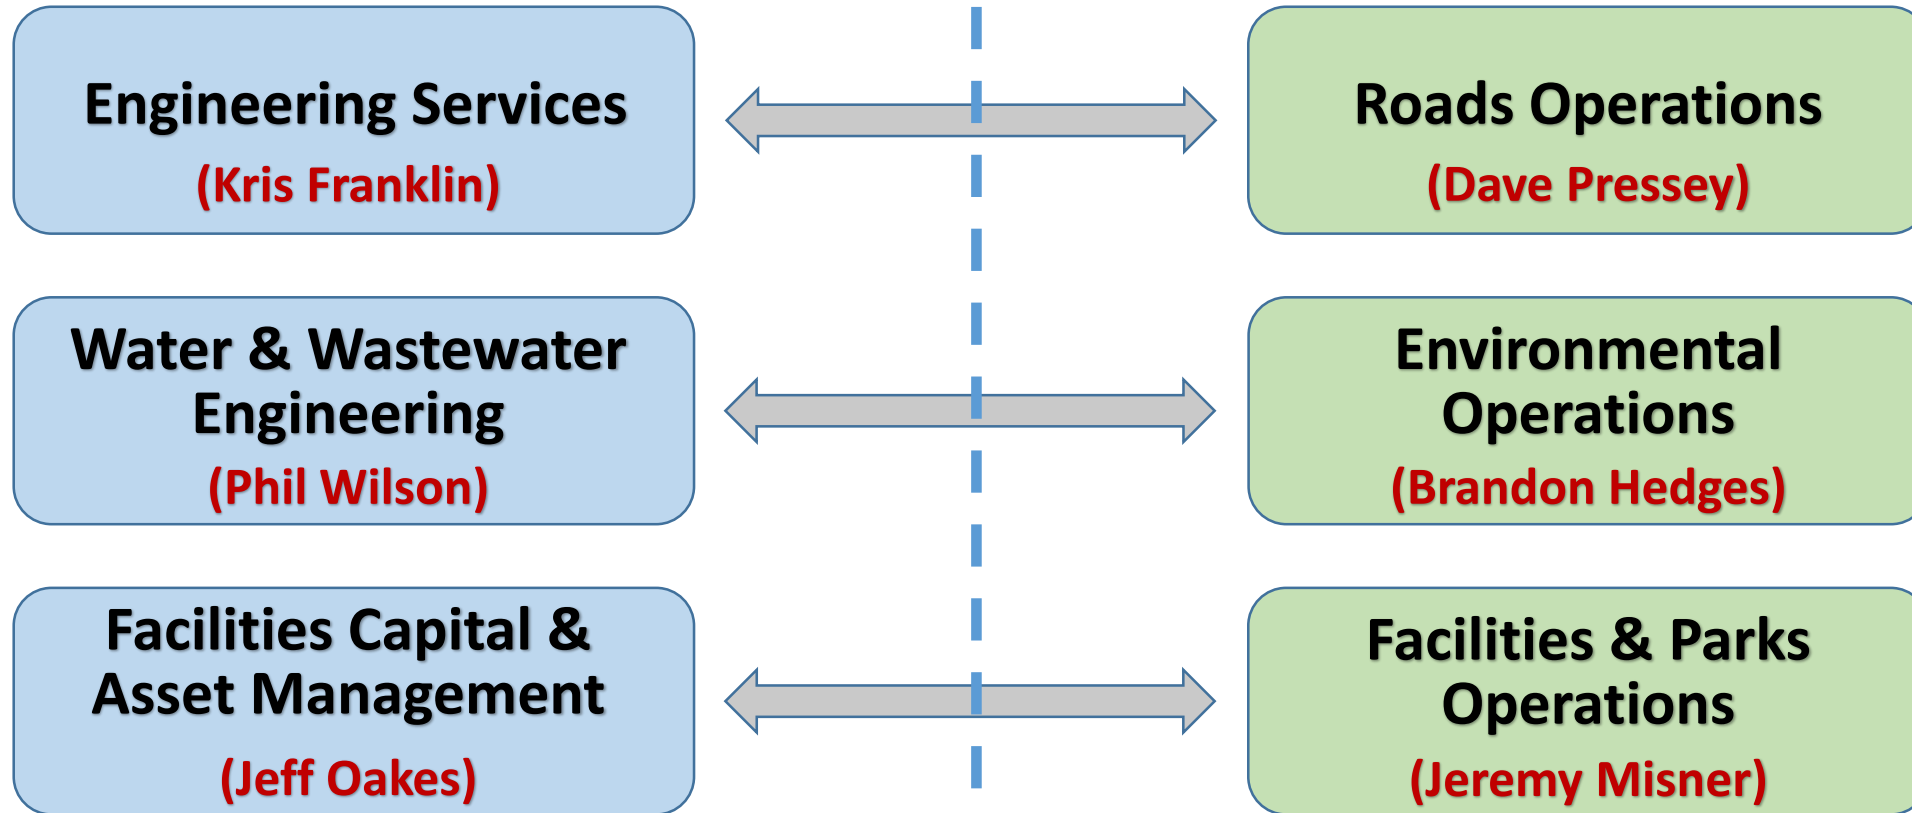 Engineering Services
(Kris Franklin)
Roads Operations
(Dave Pressey)
Water & Wastewater
Engineering
(Phil Wilson)
Environmental
Operations
(Brandon Hedges)
Facilities Capital &
Asset Management
(Jeff Oakes)
Facilities & Parks
Operations
(Jeremy Misner)